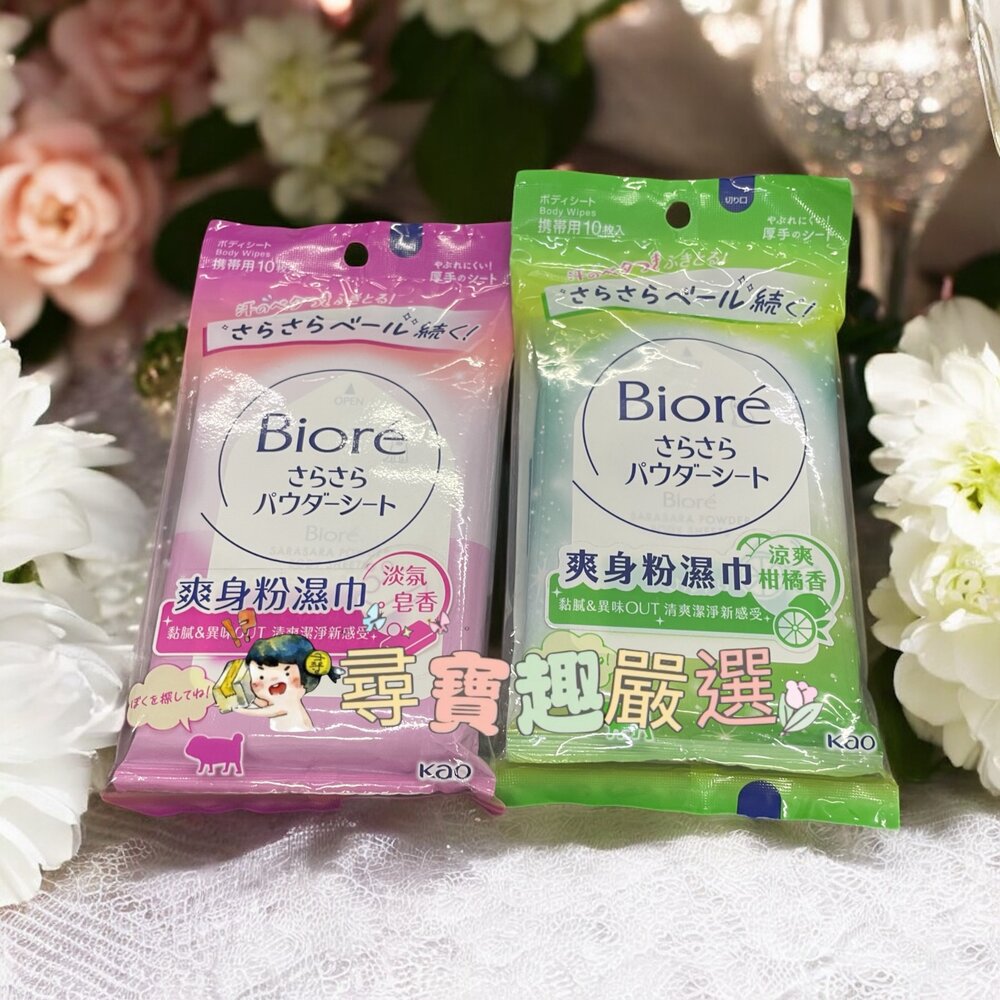 ボディシート
Body Wipes
携帯用10枚入
やぶれにくい!
厚手のシート
汗のベタつきふきとる!
さらさらベール続く!
OPEN
Bioré
さらさら
パウダーシート
Bioré
SARASARA POWDER
爽身粉濕巾
淡氛
皂香
黏膩&異味OUT 清爽潔淨新感受
ぼくを探してね!
Kao
切り口
ボディシート
Body Wipes
携帯用10枚入
やぶれにくい!
厚手のシート
汗のベタつきふきとる!
さらさらベール続く!
Bioré
さらさら
パウダーシート
Bioré
SARASARA POWDER
爽身粉濕巾
涼爽
柑橘香
黏膩&異味OUT 清爽潔淨新感受
Kao
尋寶趣嚴選